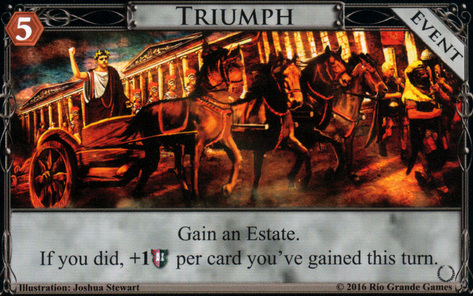 TRIUMPH
5
EVENT
Gain an Estate.
If you did, +1 per card you've gained this turn.
Illustration: Joshua Stewart
© 2016 Rio Grande Games